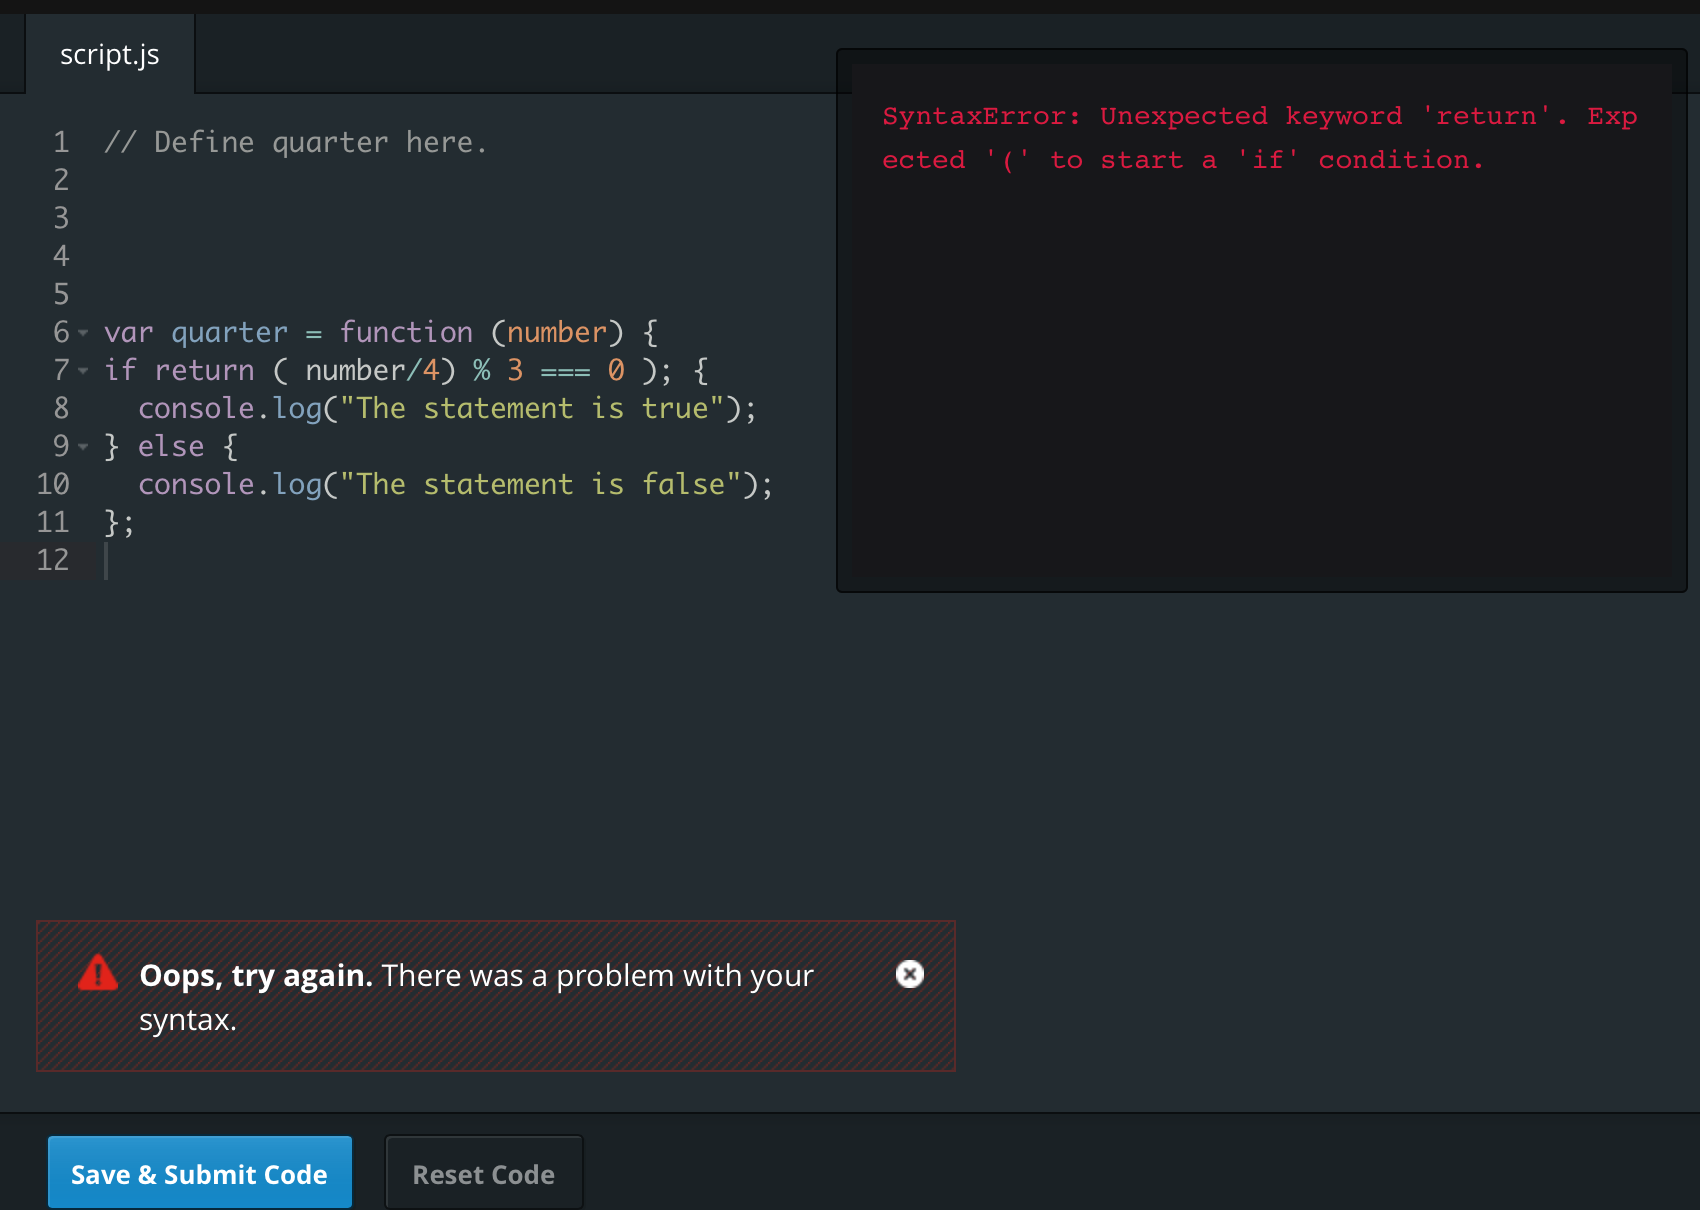 script.js
1 // Define quarter here.
2
3
4
5
6 var quarter = function (number) {
7 if return ( number/4) % 3 === 0 ); {
8   console.log("The statement is true");
9 } else {
10   console.log("The statement is false");
11 };
12
SyntaxError: Unexpected keyword 'return'. Exp
ected '(' to start a 'if' condition.
Oops, try again. There was a problem with your
syntax.
Save & Submit Code
Reset Code